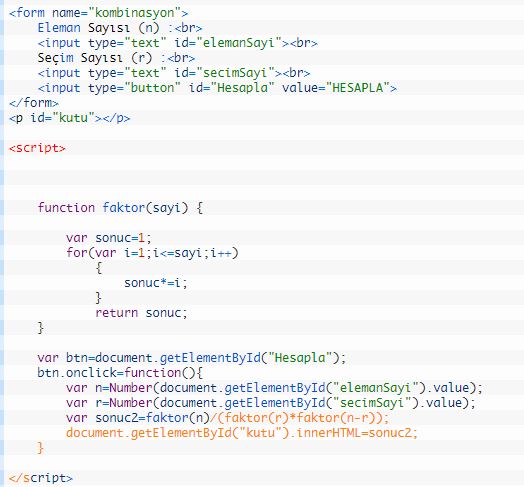 <form name="kombinasyon">
    Eleman Sayısı (n) :<br>
    <input type="text" id="elemanSayi"><br>
    Seçim Sayısı (r) :<br>
    <input type="text" id="secimSayi"><br>
    <input type="button" id="Hesapla" value="HESAPLA">
</form>
<p id="kutu"></p>
<script>
    function faktor(sayi) {
        var sonuc=1;
        for(var i=1;i<=sayi;i++)
            {
                sonuc*=i;
            }
            return sonuc;
    }
    var btn=document.getElementById("Hesapla");
    btn.onclick=function(){
        var n=Number(document.getElementById("elemanSayi").value);
        var r=Number(document.getElementById("secimSayi").value);
        var sonuc2=faktor(n)/(faktor(r)*faktor(n-r));
        document.getElementById("kutu").innerHTML=sonuc2;
    }
</script>